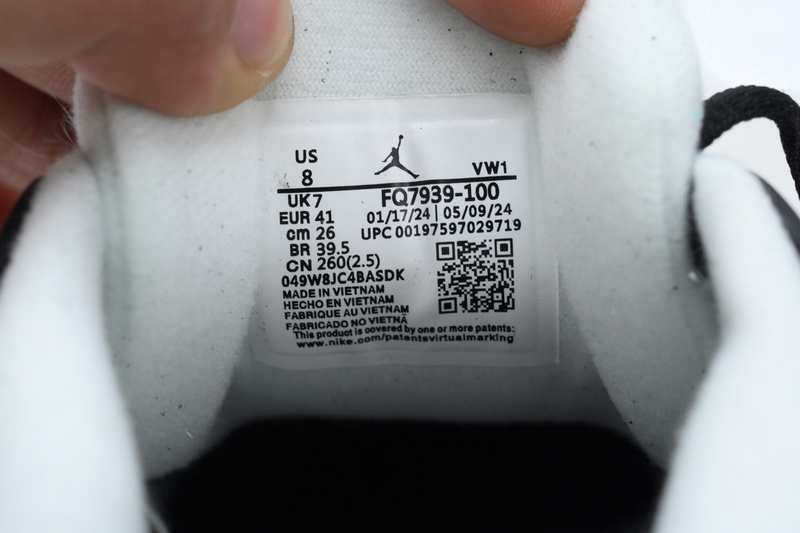 US
8
VW1
UK 7
FQ7939-100
EUR 41
01/17/24 | 05/09/24
cm 26
UPC 00197597029719
BR 39.5
CN 260(2.5)
049W8JC4BASDK
MADE IN VIETNAM
HECHO EN VIETNAM
FABRIQUE AU VIETNAM
FABRICADO NO VIETNÃ
This product is covered by one or more patents:
www.nike.com/patentsvirtualmarking